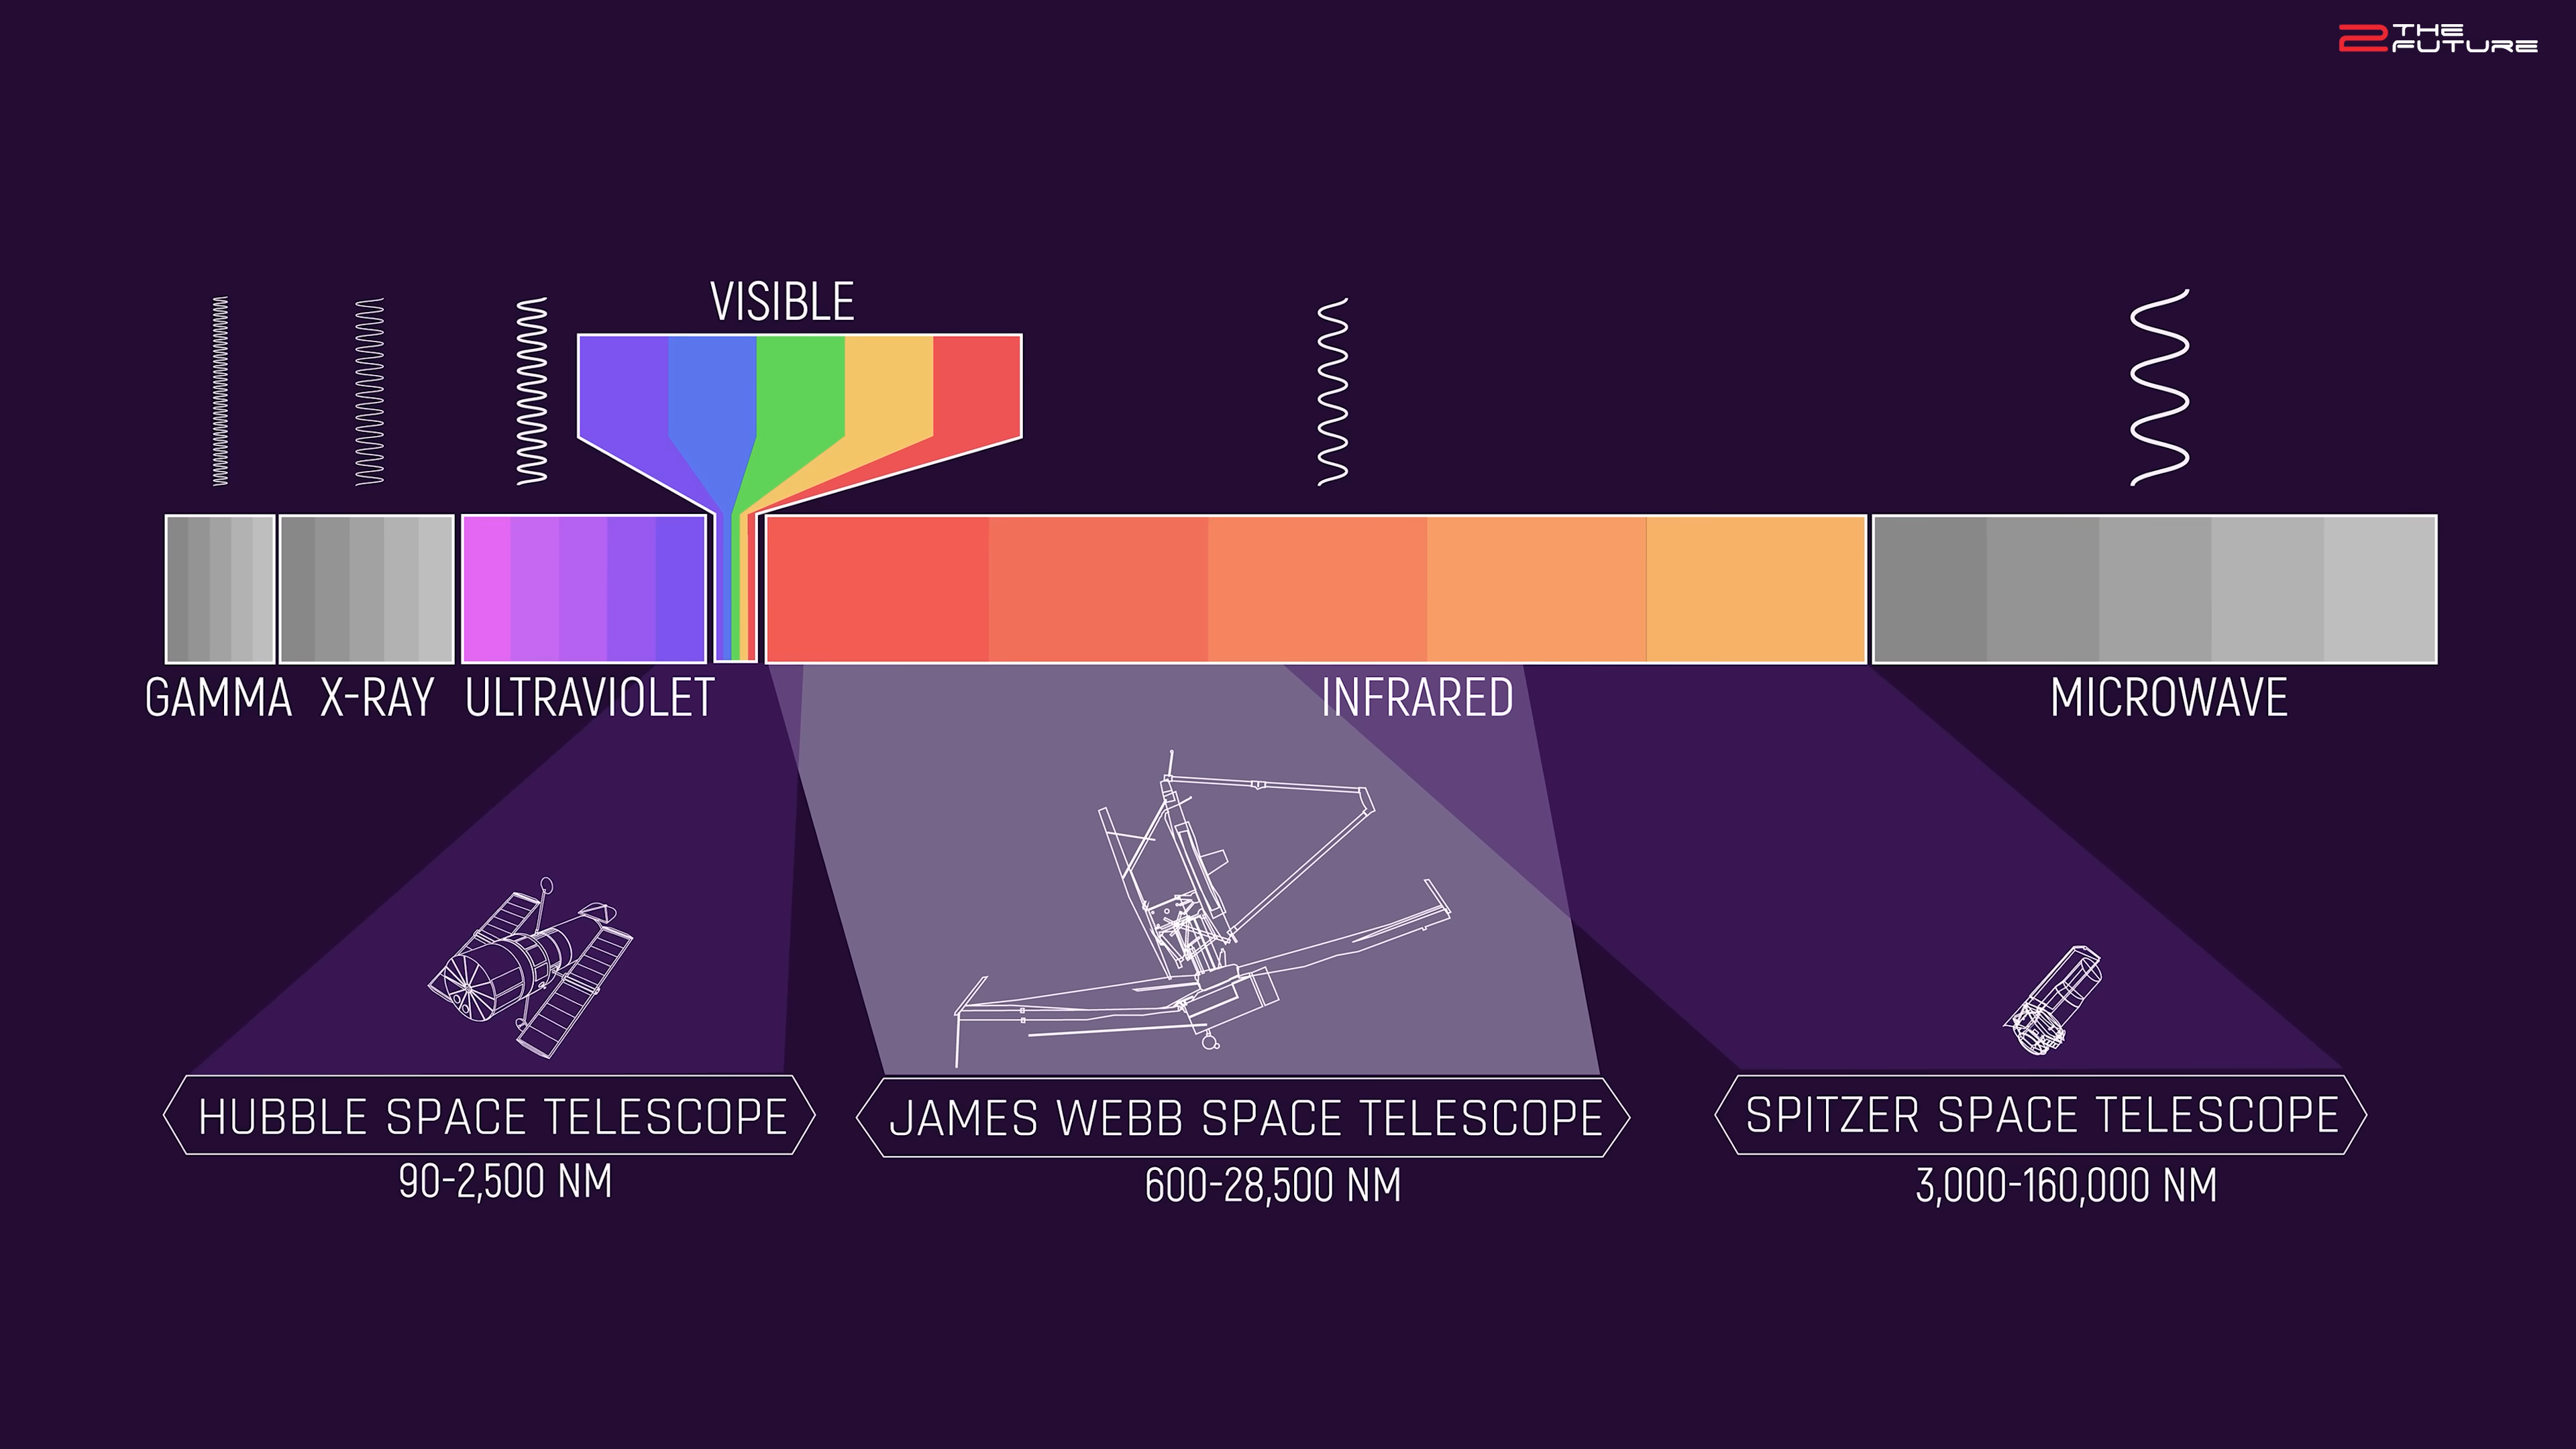 2 THE
FUTURE
VISIBLE
GAMMA
X-RAY
ULTRAVIOLET
INFRARED
MICROWAVE
HUBBLE SPACE TELESCOPE
90-2,500 NM
JAMES WEBB SPACE TELESCOPE
600-28,500 NM
SPITZER SPACE TELESCOPE
3,000-160,000 NM